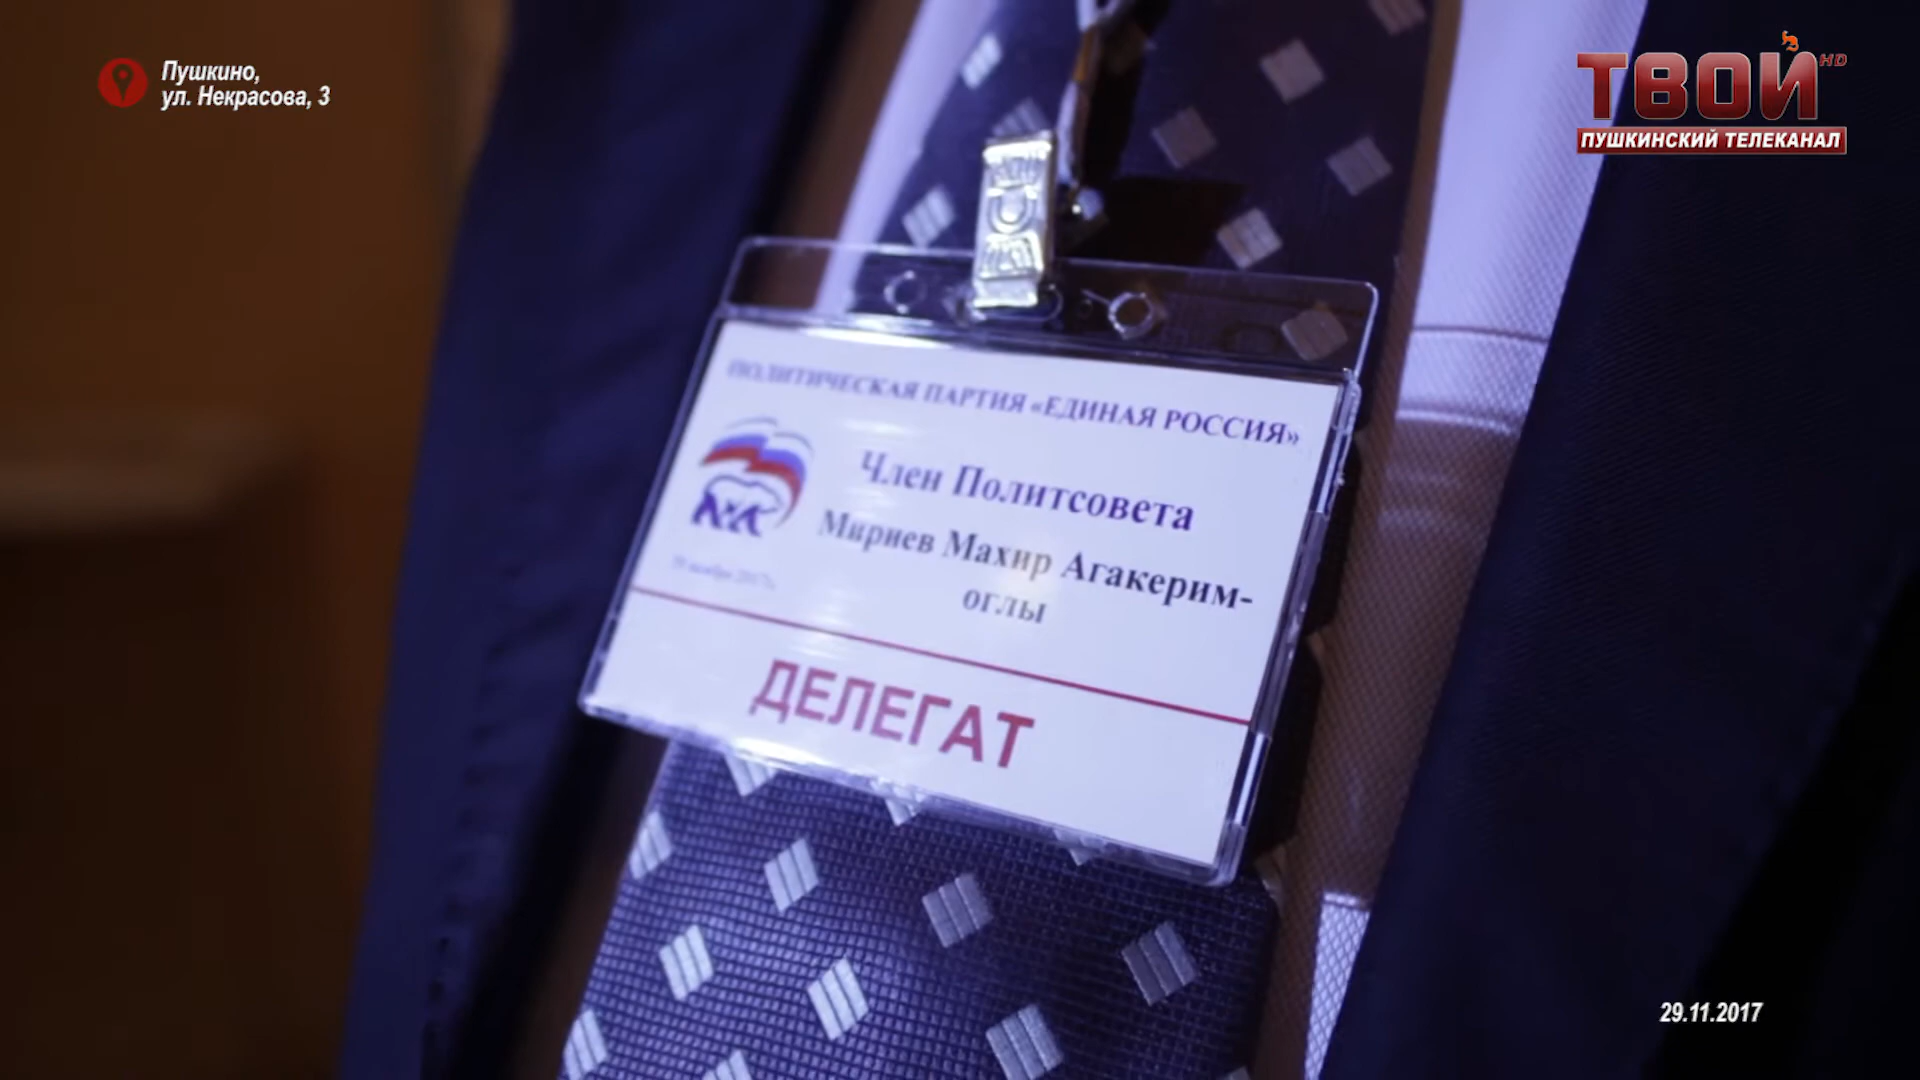 Пушкино,
ул. Некрасова, 3
ТВОЙ HD
ПУШКИНСКИЙ ТЕЛЕКАНАЛ
ПОЛИТИЧЕСКАЯ ПАРТИЯ «ЕДИНАЯ РОССИЯ»
Член Политсовета
Мириев Махир Агакерим-
оглы
ДЕЛЕГАТ
29.11.2017